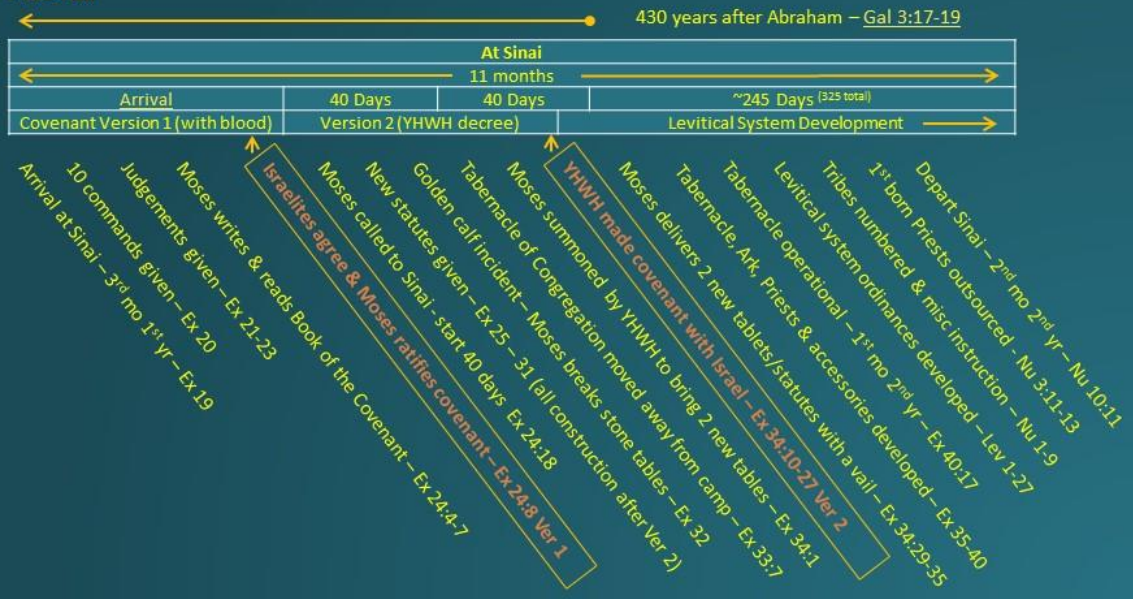 430 years after Abraham – Gal 3:17-19
At Sinai
11 months
Arrival
40 Days
40 Days
~245 Days (325 total)
Covenant Version 1 (with blood)
Version 2 (YHWH decree)
Levitical System Development
Arrival at Sinai – 3rd mo 1st yr – Ex 19
10 commands given – Ex 20
Judgements given – Ex 21-23
Moses writes & reads Book of the Covenant – Ex 24:4-7
Israelites agree & Moses ratifies covenant – Ex 24:8 Ver 1
Moses called to Sinai - start 40 days Ex 24:18
New statutes given – Ex 25 – 31 (all construction after Ver 2)
Golden calf incident – Moses breaks stone tables – Ex 32
Tabernacle of Congregation moved away from camp – Ex 33:7
Moses summoned by YHWH to bring 2 new tables – Ex 34:1
YHWH made covenant with Israel – Ex 34:10-27 Ver 2
Moses delivers 2 new tablets/statutes with a vail – Ex 34:29-35
Tabernacle, Ark, Priests & accessories developed – Ex 35-40
Tabernacle operational – 1st mo 2nd yr – Ex 40:17
Levitical system ordinances developed – Lev 1-27
Tribes numbered & misc instruction – Nu 1-9
1st born Priests outsourced - Nu 3:11-13
Depart Sinai – 2nd mo 2nd yr – Nu 10:11